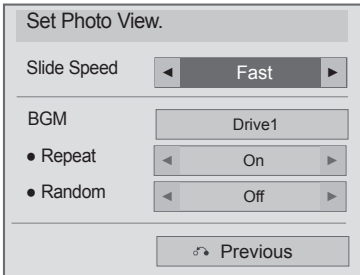 Set Photo View.
Slide Speed ◄ Fast ►
BGM Drive1
• Repeat ◄ On ►
• Random ◄ Off ►
Previous